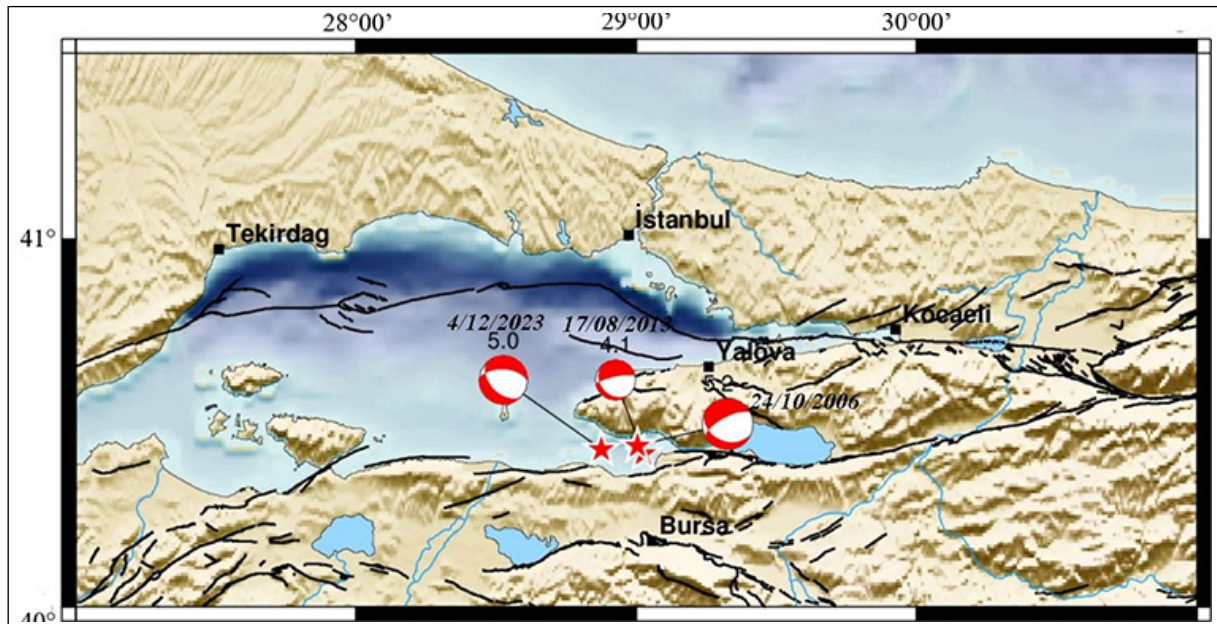 28°00' 29°00' 30°00'
41°
Tekirdag
İstanbul
Kocaeli
4/12/2023 17/08/2013
5.0 4.1
Yalova
5.2
24/10/2006
Bursa
40°